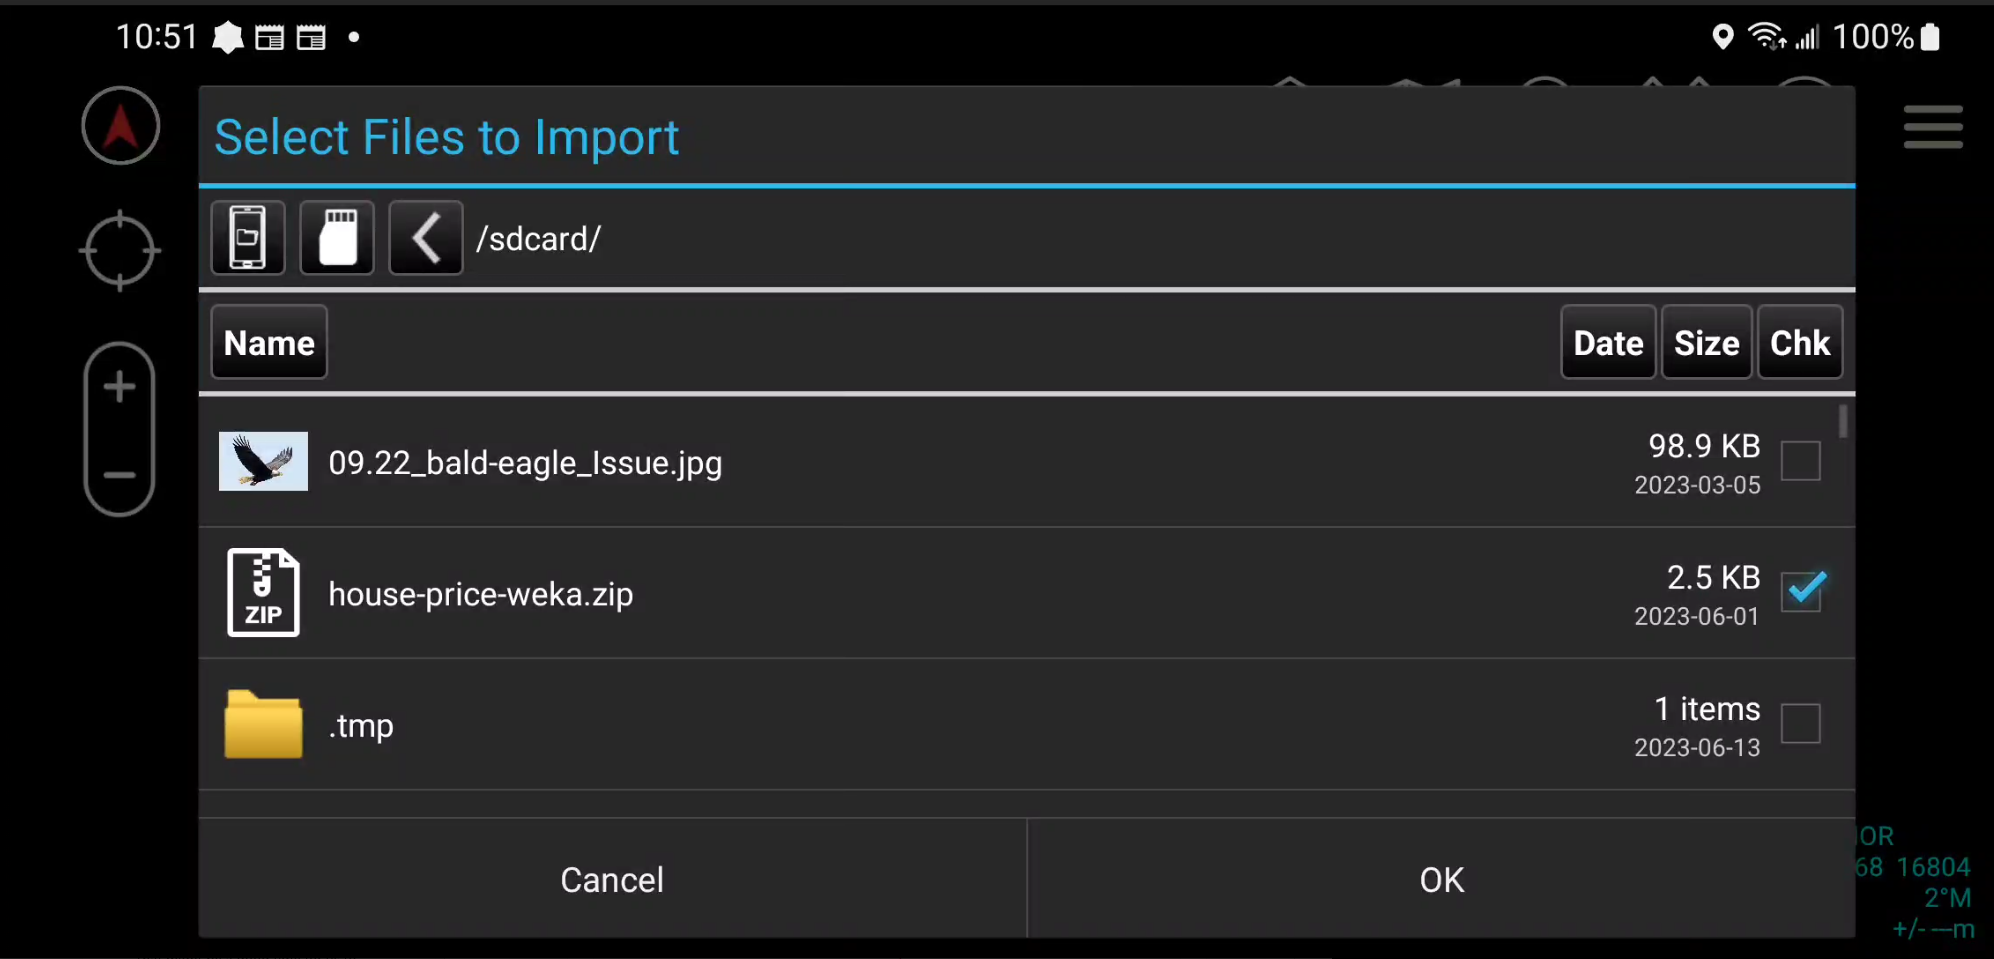 10:51
100%
Select Files to Import
/sdcard/
Name
Date Size Chk
09.22_bald-eagle_Issue.jpg
98.9 KB
2023-03-05
ZIP
house-price-weka.zip
2.5 KB
2023-06-01
.tmp
1 items
2023-06-13
Cancel
OK
68 16804
2°M
+/- ---m